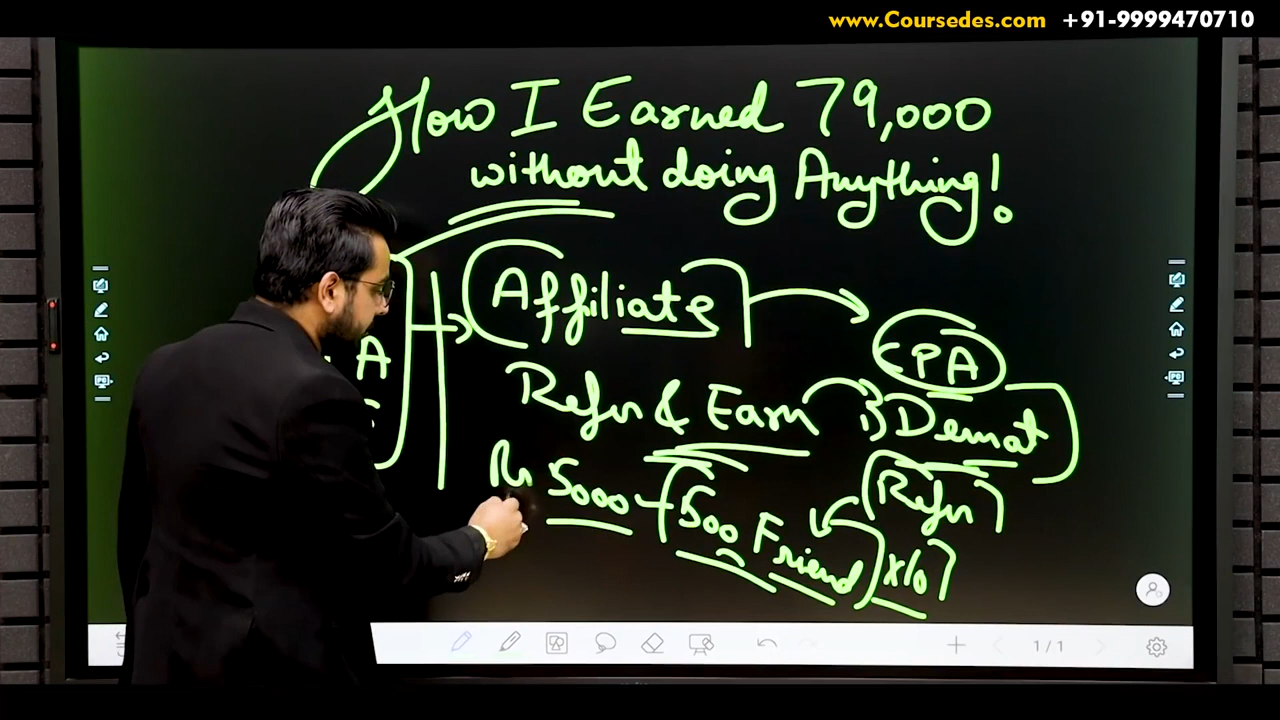 www.Coursedes.com +91-9999470710
How I Earned 79,000
without doing Anything!
Affiliate
CPA
Refer & Earn
Demat
Rs 5000
500 Friend x10
Refer
1/1